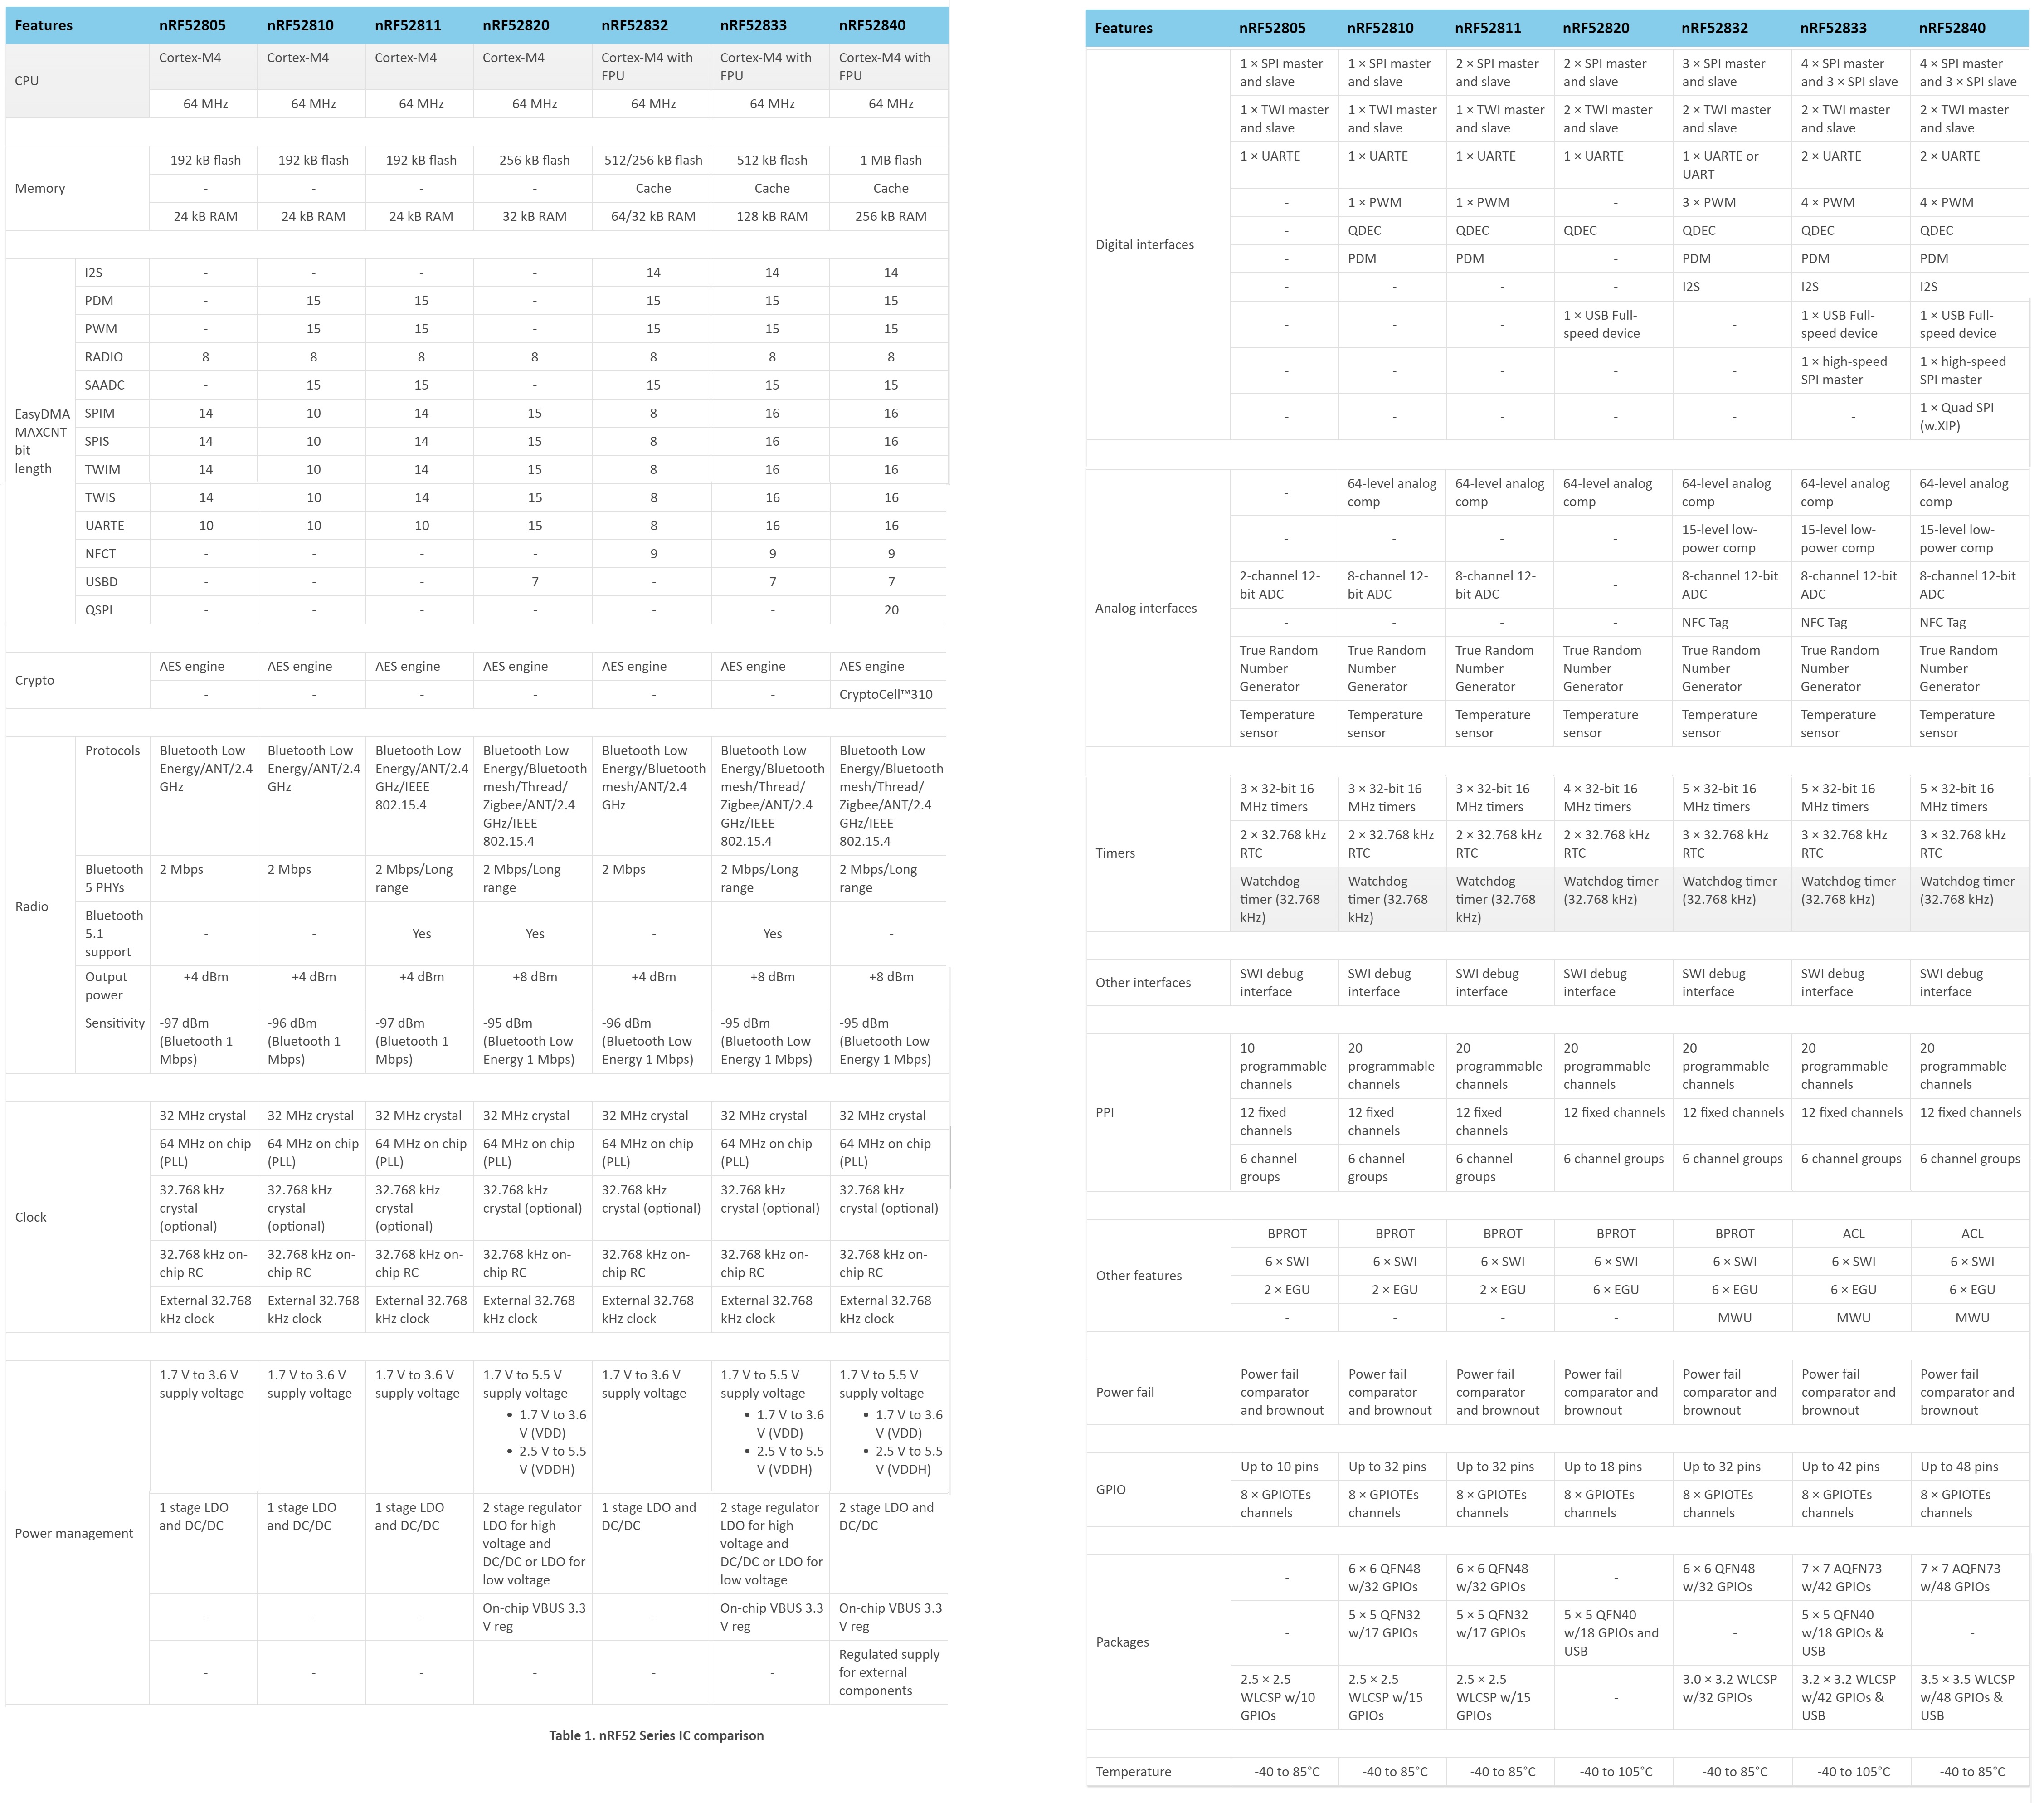 Features nRF52805 nRF52810 nRF52811 nRF52820 nRF52832 nRF52833 nRF52840
CPU
Cortex-M4 Cortex-M4 Cortex-M4 Cortex-M4 Cortex-M4 with FPU Cortex-M4 with FPU Cortex-M4 with FPU
64 MHz 64 MHz 64 MHz 64 MHz 64 MHz 64 MHz 64 MHz
Memory
192 kB flash 192 kB flash 192 kB flash 256 kB flash 512/256 kB flash 512 kB flash 1 MB flash
- - - - Cache Cache Cache
24 kB RAM 24 kB RAM 24 kB RAM 32 kB RAM 64/32 kB RAM 128 kB RAM 256 kB RAM
EasyDMA MAXCNT bit length
I2S - - - - 14 14 14
PDM - 15 15 - 15 15 15
PWM - 15 15 - 15 15 15
RADIO 8 8 8 8 8 8 8
SAADC - 15 15 - 15 15 15
SPIM 14 10 14 15 8 16 16
SPIS 14 10 14 15 8 16 16
TWIM 14 10 14 15 8 16 16
TWIS 14 10 14 15 8 16 16
UARTE 10 10 10 15 8 16 16
NFCT - - - - 9 9 9
USBD - - - 7 - 7 7
QSPI - - - - - - 20
Crypto
AES engine AES engine AES engine AES engine AES engine AES engine AES engine
- - - - - - CryptoCell™310
Radio
Protocols Bluetooth Low Energy/ANT/2.4 GHz Bluetooth Low Energy/ANT/2.4 GHz Bluetooth Low Energy/ANT/2.4 GHz/IEEE 802.15.4 Bluetooth Low Energy/Bluetooth mesh/Thread/Zigbee/ANT/2.4 GHz/IEEE 802.15.4 Bluetooth Low Energy/Bluetooth mesh/ANT/2.4 GHz Bluetooth Low Energy/Bluetooth mesh/Thread/Zigbee/ANT/2.4 GHz/IEEE 802.15.4 Bluetooth Low Energy/Bluetooth mesh/Thread/Zigbee/ANT/2.4 GHz/IEEE 802.15.4
Bluetooth 5 PHYs 2 Mbps 2 Mbps 2 Mbps/Long range 2 Mbps/Long range 2 Mbps 2 Mbps/Long range 2 Mbps/Long range
Bluetooth 5.1 support - - Yes Yes - Yes -
Output power +4 dBm +4 dBm +4 dBm +8 dBm +4 dBm +8 dBm +8 dBm
Sensitivity -97 dBm (Bluetooth 1 Mbps) -96 dBm (Bluetooth 1 Mbps) -97 dBm (Bluetooth 1 Mbps) -95 dBm (Bluetooth Low Energy 1 Mbps) -96 dBm (Bluetooth Low Energy 1 Mbps) -95 dBm (Bluetooth Low Energy 1 Mbps) -95 dBm (Bluetooth Low Energy 1 Mbps)
Clock
32 MHz crystal 32 MHz crystal 32 MHz crystal 32 MHz crystal 32 MHz crystal 32 MHz crystal 32 MHz crystal
64 MHz on chip (PLL) 64 MHz on chip (PLL) 64 MHz on chip (PLL) 64 MHz on chip (PLL) 64 MHz on chip (PLL) 64 MHz on chip (PLL) 64 MHz on chip (PLL)
32.768 kHz crystal (optional) 32.768 kHz crystal (optional) 32.768 kHz crystal (optional) 32.768 kHz crystal (optional) 32.768 kHz crystal (optional) 32.768 kHz crystal (optional) 32.768 kHz crystal (optional)
32.768 kHz on-chip RC 32.768 kHz on-chip RC 32.768 kHz on-chip RC 32.768 kHz on-chip RC 32.768 kHz on-chip RC 32.768 kHz on-chip RC 32.768 kHz on-chip RC
External 32.768 kHz clock External 32.768 kHz clock External 32.768 kHz clock External 32.768 kHz clock External 32.768 kHz clock External 32.768 kHz clock External 32.768 kHz clock
Power management
1.7 V to 3.6 V supply voltage 1.7 V to 3.6 V supply voltage 1.7 V to 3.6 V supply voltage 1.7 V to 5.5 V supply voltage • 1.7 V to 3.6 V (VDD) • 2.5 V to 5.5 V (VDDH) 1.7 V to 3.6 V supply voltage 1.7 V to 5.5 V supply voltage • 1.7 V to 3.6 V (VDD) • 2.5 V to 5.5 V (VDDH) 1.7 V to 5.5 V supply voltage • 1.7 V to 3.6 V (VDD) • 2.5 V to 5.5 V (VDDH)
1 stage LDO and DC/DC 1 stage LDO and DC/DC 1 stage LDO and DC/DC 2 stage regulator LDO for high voltage and DC/DC or LDO for low voltage 1 stage LDO and DC/DC 2 stage regulator LDO for high voltage and DC/DC or LDO for low voltage 2 stage LDO and DC/DC
- - - On-chip VBUS 3.3 V reg - On-chip VBUS 3.3 V reg On-chip VBUS 3.3 V reg
- - - - - - Regulated supply for external components
Table 1. nRF52 Series IC comparison
Features nRF52805 nRF52810 nRF52811 nRF52820 nRF52832 nRF52833 nRF52840
Digital interfaces
1 × SPI master and slave 1 × SPI master and slave 2 × SPI master and slave 2 × SPI master and slave 3 × SPI master and slave 4 × SPI master and 3 × SPI slave 4 × SPI master and 3 × SPI slave
1 × TWI master and slave 1 × TWI master and slave 1 × TWI master and slave 2 × TWI master and slave 2 × TWI master and slave 2 × TWI master and slave 2 × TWI master and slave
1 × UARTE 1 × UARTE 1 × UARTE 1 × UARTE 1 × UARTE or UART 2 × UARTE 2 × UARTE
- 1 × PWM 1 × PWM - 3 × PWM 4 × PWM 4 × PWM
- QDEC QDEC QDEC QDEC QDEC QDEC
- PDM PDM - PDM PDM PDM
- - - - I2S I2S I2S
- - - 1 × USB Full-speed device - 1 × USB Full-speed device 1 × USB Full-speed device
- - - - - 1 × high-speed SPI master 1 × high-speed SPI master
- - - - - - 1 × Quad SPI (w.XIP)
Analog interfaces
- 64-level analog comp 64-level analog comp 64-level analog comp 64-level analog comp 64-level analog comp 64-level analog comp
- - - - 15-level low-power comp 15-level low-power comp 15-level low-power comp
2-channel 12-bit ADC 8-channel 12-bit ADC 8-channel 12-bit ADC - 8-channel 12-bit ADC 8-channel 12-bit ADC 8-channel 12-bit ADC
- - - - NFC Tag NFC Tag NFC Tag
True Random Number Generator True Random Number Generator True Random Number Generator True Random Number Generator True Random Number Generator True Random Number Generator True Random Number Generator
Temperature sensor Temperature sensor Temperature sensor Temperature sensor Temperature sensor Temperature sensor Temperature sensor
Timers
3 × 32-bit 16 MHz timers 3 × 32-bit 16 MHz timers 3 × 32-bit 16 MHz timers 4 × 32-bit 16 MHz timers 5 × 32-bit 16 MHz timers 5 × 32-bit 16 MHz timers 5 × 32-bit 16 MHz timers
2 × 32.768 kHz RTC 2 × 32.768 kHz RTC 2 × 32.768 kHz RTC 2 × 32.768 kHz RTC 3 × 32.768 kHz RTC 3 × 32.768 kHz RTC 3 × 32.768 kHz RTC
Watchdog timer (32.768 kHz) Watchdog timer (32.768 kHz) Watchdog timer (32.768 kHz) Watchdog timer (32.768 kHz) Watchdog timer (32.768 kHz) Watchdog timer (32.768 kHz) Watchdog timer (32.768 kHz)
Other interfaces
SWI debug interface SWI debug interface SWI debug interface SWI debug interface SWI debug interface SWI debug interface SWI debug interface
PPI
10 programmable channels 20 programmable channels 20 programmable channels 20 programmable channels 20 programmable channels 20 programmable channels 20 programmable channels
12 fixed channels 12 fixed channels 12 fixed channels 12 fixed channels 12 fixed channels 12 fixed channels 12 fixed channels
6 channel groups 6 channel groups 6 channel groups 6 channel groups 6 channel groups 6 channel groups 6 channel groups
Other features
BPROT BPROT BPROT BPROT BPROT ACL ACL
6 × SWI 6 × SWI 6 × SWI 6 × SWI 6 × SWI 6 × SWI 6 × SWI
2 × EGU 2 × EGU 2 × EGU 6 × EGU 6 × EGU 6 × EGU 6 × EGU
- - - - MWU MWU MWU
Power fail
Power fail comparator and brownout Power fail comparator and brownout Power fail comparator and brownout Power fail comparator and brownout Power fail comparator and brownout Power fail comparator and brownout Power fail comparator and brownout
GPIO
Up to 10 pins Up to 32 pins Up to 32 pins Up to 18 pins Up to 32 pins Up to 42 pins Up to 48 pins
8 × GPIOTEs channels 8 × GPIOTEs channels 8 × GPIOTEs channels 8 × GPIOTEs channels 8 × GPIOTEs channels 8 × GPIOTEs channels 8 × GPIOTEs channels
Packages
- 6 × 6 QFN48 w/32 GPIOs 6 × 6 QFN48 w/32 GPIOs - 6 × 6 QFN48 w/32 GPIOs 7 × 7 AQFN73 w/42 GPIOs 7 × 7 AQFN73 w/48 GPIOs
- 5 × 5 QFN32 w/17 GPIOs 5 × 5 QFN32 w/17 GPIOs 5 × 5 QFN40 w/18 GPIOs and USB - 5 × 5 QFN40 w/18 GPIOs & USB -
2.5 × 2.5 WLCSP w/10 GPIOs 2.5 × 2.5 WLCSP w/15 GPIOs 2.5 × 2.5 WLCSP w/15 GPIOs - 3.0 × 3.2 WLCSP w/32 GPIOs 3.2 × 3.2 WLCSP w/42 GPIOs & USB 3.5 × 3.5 WLCSP w/48 GPIOs & USB
Temperature -40 to 85°C -40 to 85°C -40 to 85°C -40 to 105°C -40 to 85°C -40 to 105°C -40 to 85°C